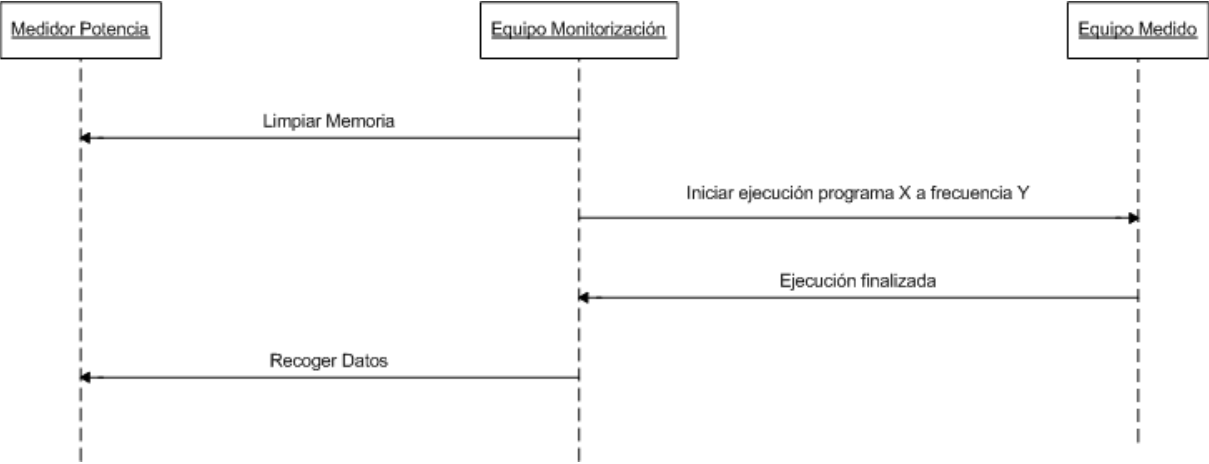 Medidor Potencia
Equipo Monitorización
Equipo Medido
Limpiar Memoria
Iniciar ejecución programa X a frecuencia Y
Ejecución finalizada
Recoger Datos